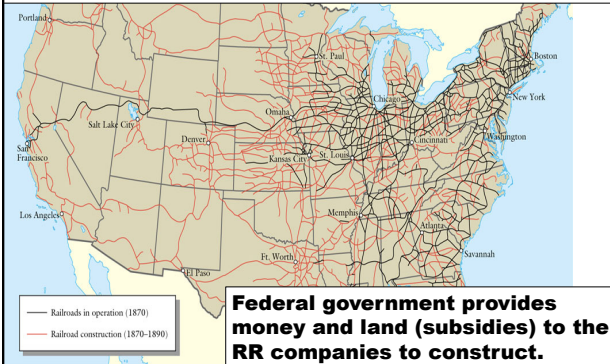 Portland
St. Paul
Boston
Chicago
New York
Omaha
Salt Lake City
Denver
Cincinnati
Washington
San
Francisco
Kansas City
St. Louis
Los Angeles
Memphis
Atlanta
Savannah
Ft. Worth
El Paso
Railroads in operation (1870)
Railroad construction (1870–1890)
Federal government provides
money and land (subsidies) to the
RR companies to construct.